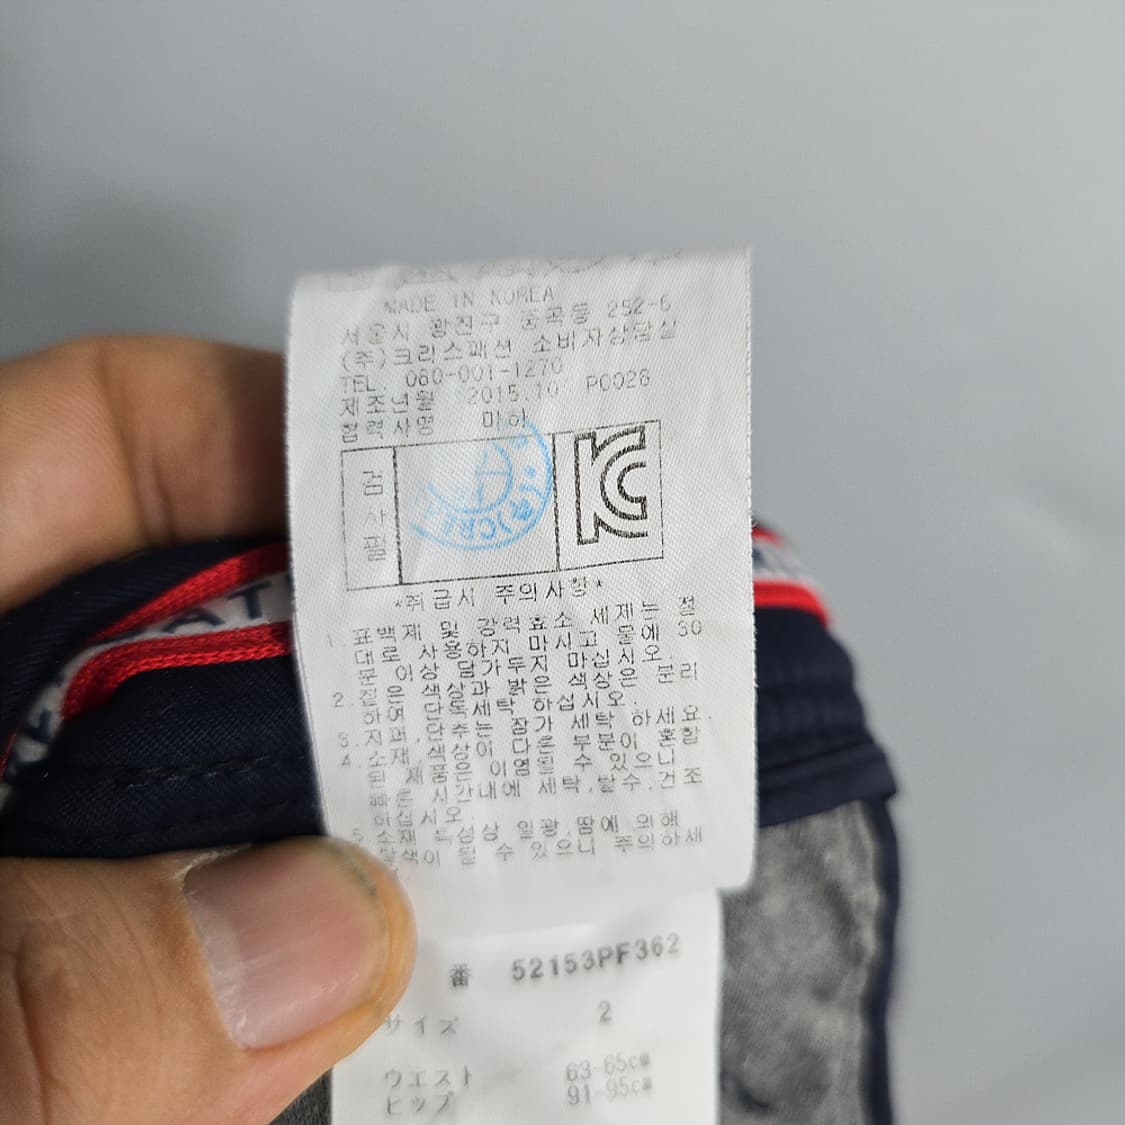 MADE IN KOREA
서울시 광진구 중곡동 252-6
(주)크리스패션 소비자상담실
TEL. 080-001-1270
제조년월 2015.10 PC028
협력사명 마하
검사필
KC
*취급시 주의사항*
1. 표백제 및 강력효소 세제는 절
대로 사용하지 마시고 물에 30
분 이상 담가두지 마십시오.
2. 짙은 색상과 밝은 색상은 분리
하여 단독세탁 하십시오.
3. 지퍼,단추는 잠가 세탁 하세요.
4. 소재,색상이 다른 부분이 혼합
된 제품은 이염될 수 있으니
빠른 시간내에 세탁,탈수,건조
하십시오.
5. 소재 특성상 일광,땀에 의해
탈색이 될 수 있으니 주의하세
番 52153PF362
サイズ 2
ウエスト 63-65cm
ヒップ 91-95cm